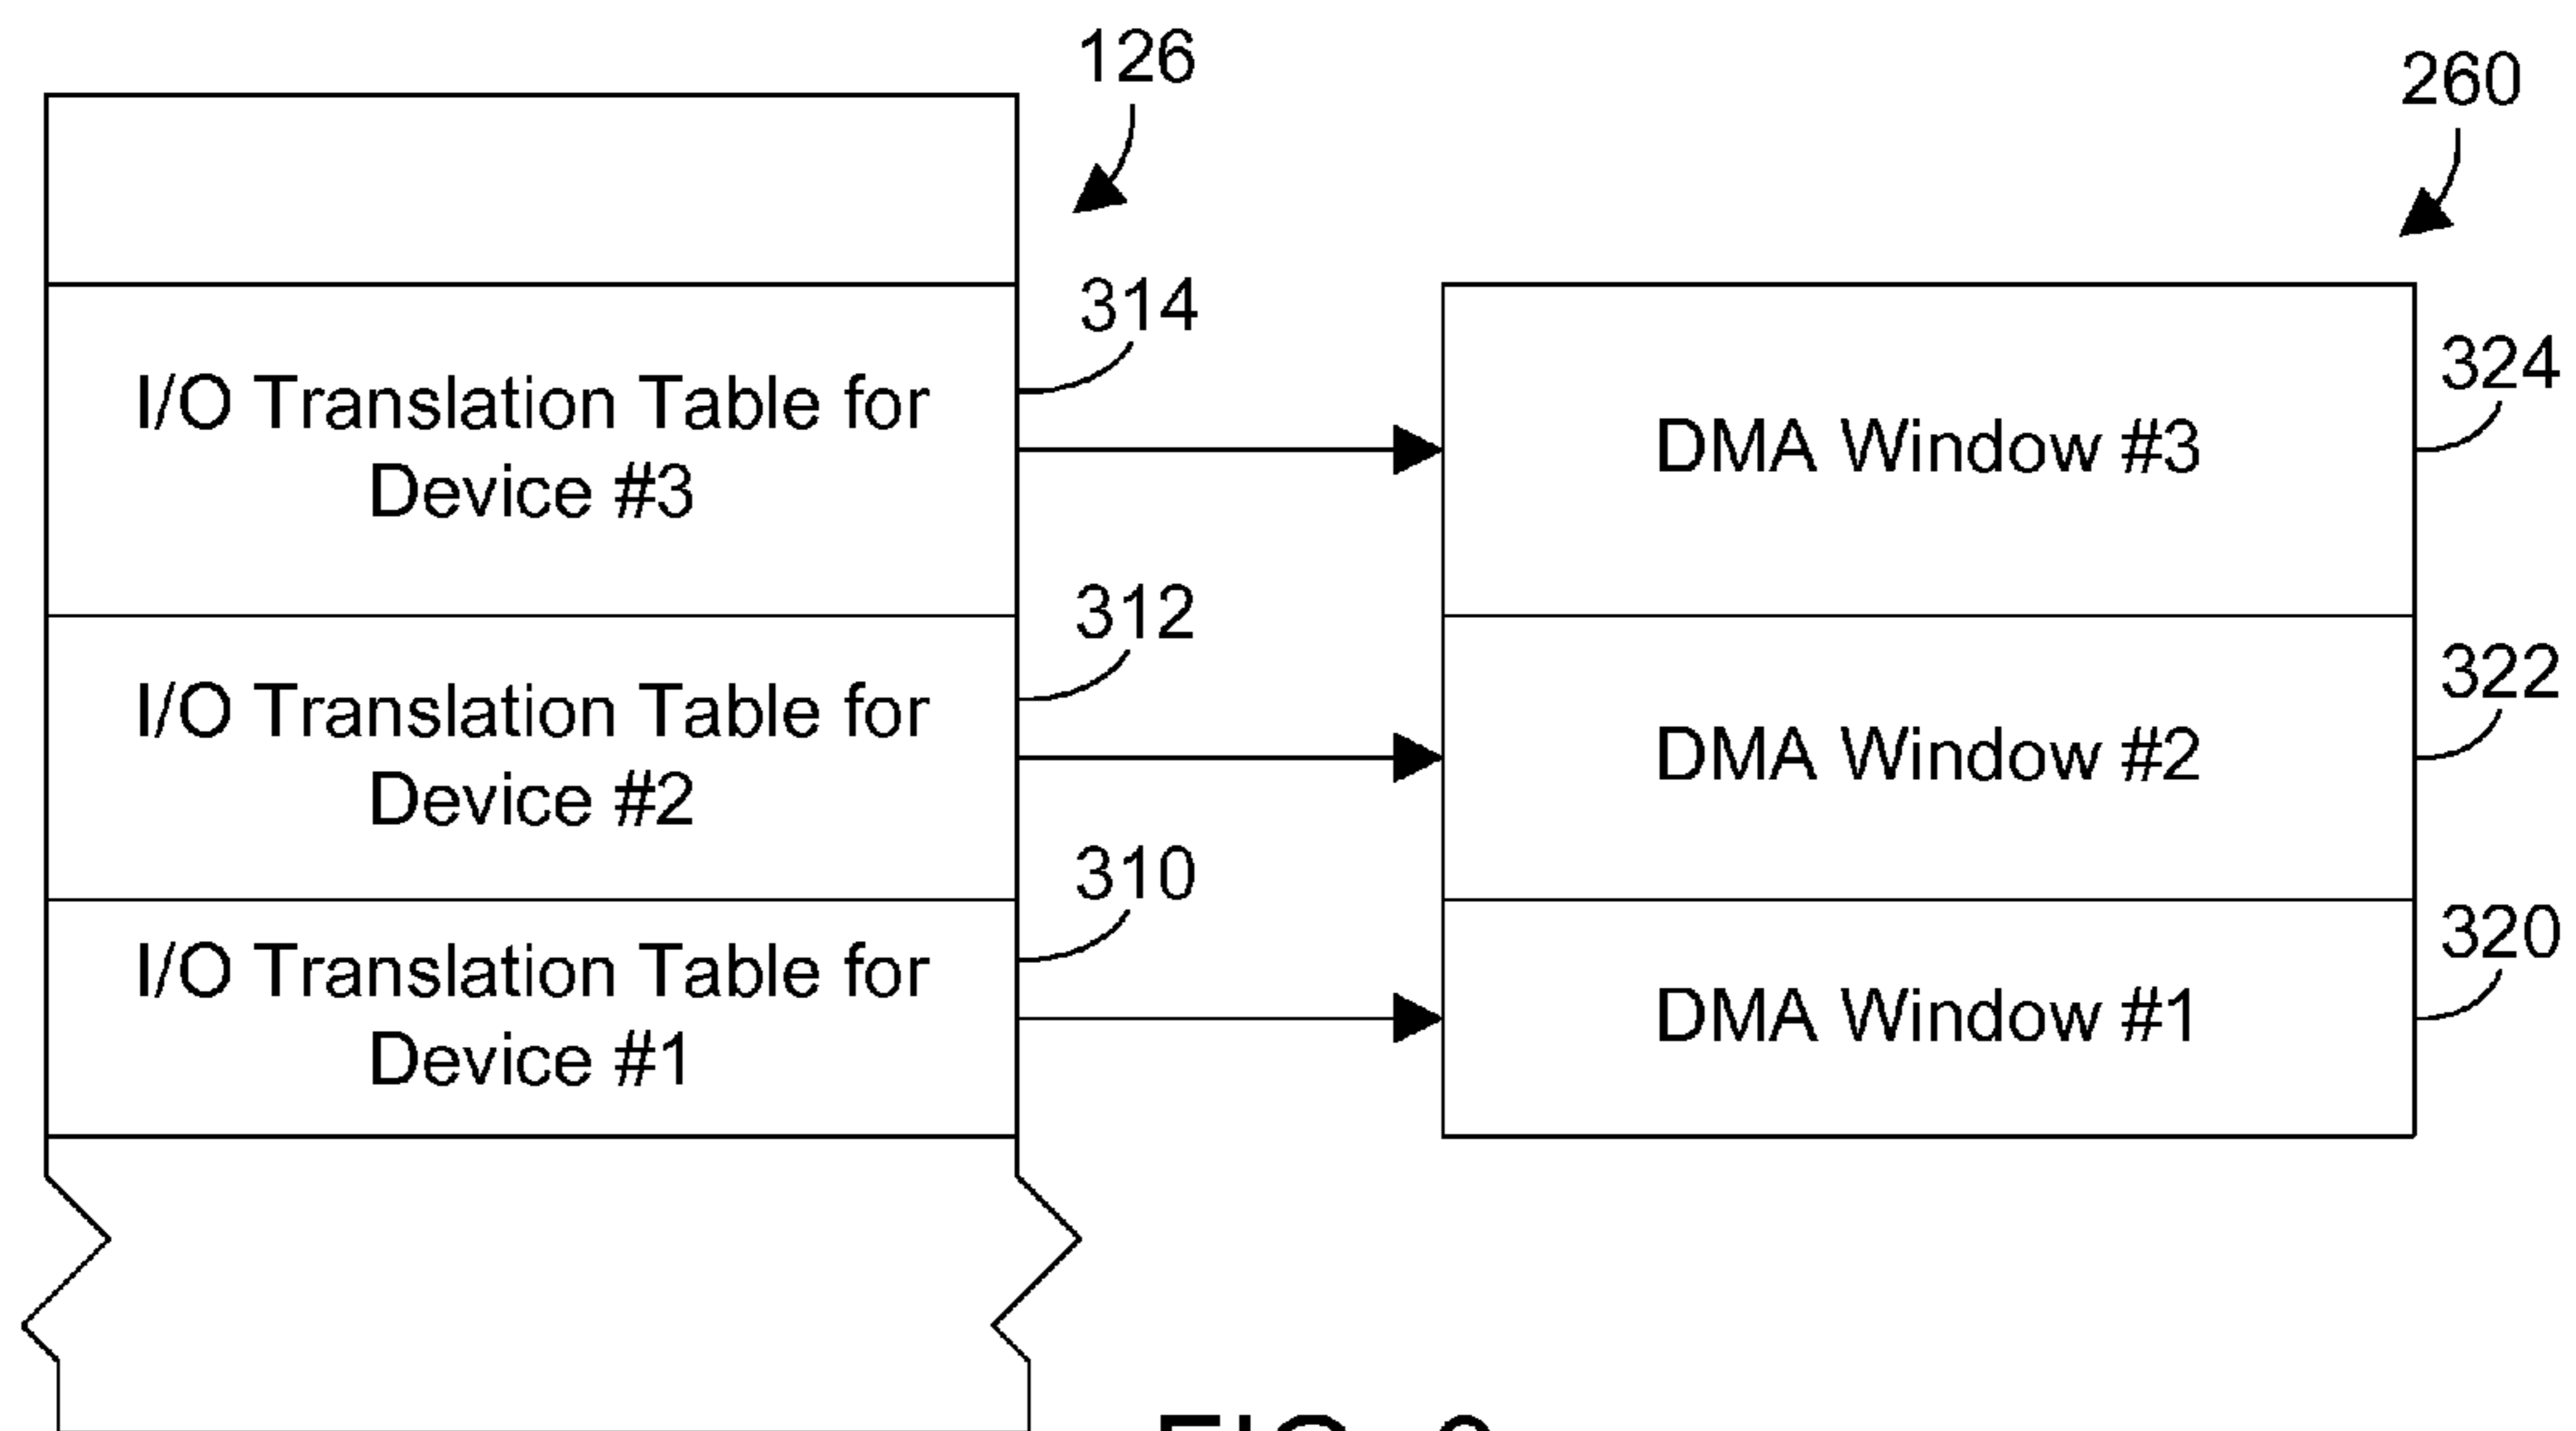 126
260
314
I/O Translation Table for
Device #3
324
DMA Window #3
312
I/O Translation Table for
Device #2
322
DMA Window #2
310
I/O Translation Table for
Device #1
320
DMA Window #1
FIG.